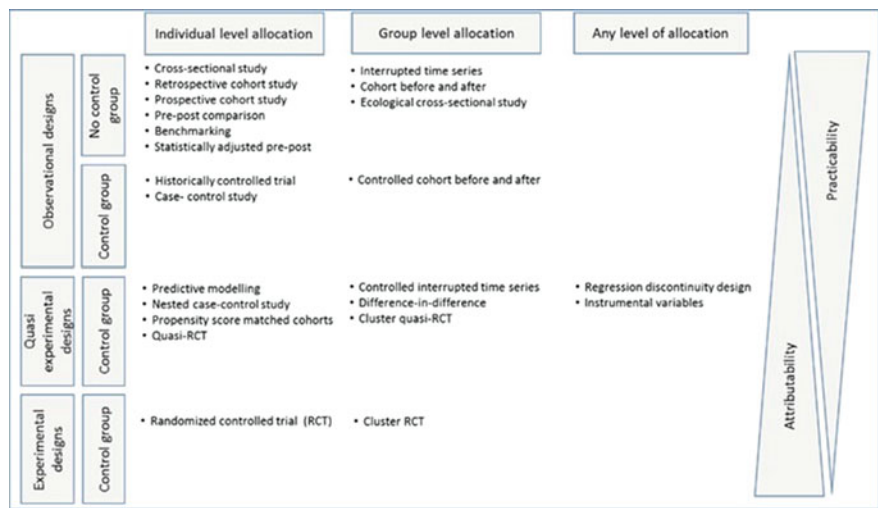 Individual level allocation
Group level allocation
Any level of allocation
Observational designs
No control
group
• Cross-sectional study
• Retrospective cohort study
• Prospective cohort study
• Pre-post comparison
• Benchmarking
• Statistically adjusted pre-post
• Interrupted time series
• Cohort before and after
• Ecological cross-sectional study
Control group
• Historically controlled trial
• Case- control study
• Controlled cohort before and after
Quasi
experimental
designs
Control group
• Predictive modelling
• Nested case-control study
• Propensity score matched cohorts
• Quasi-RCT
• Controlled interrupted time series
• Difference-in-difference
• Cluster quasi-RCT
• Regression discontinuity design
• Instrumental variables
Experimental
designs
Control group
• Randomized controlled trial (RCT)
• Cluster RCT
Attributability
Practicability